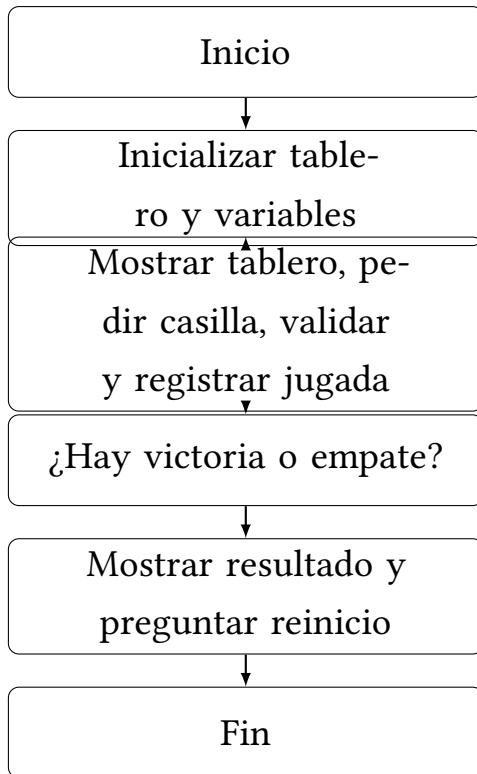 Inicio
Inicializar table-
ro y variables
Mostrar tablero, pe-
dir casilla, validar
y registrar jugada
¿Hay victoria o empate?
Mostrar resultado y
preguntar reinicio
Fin